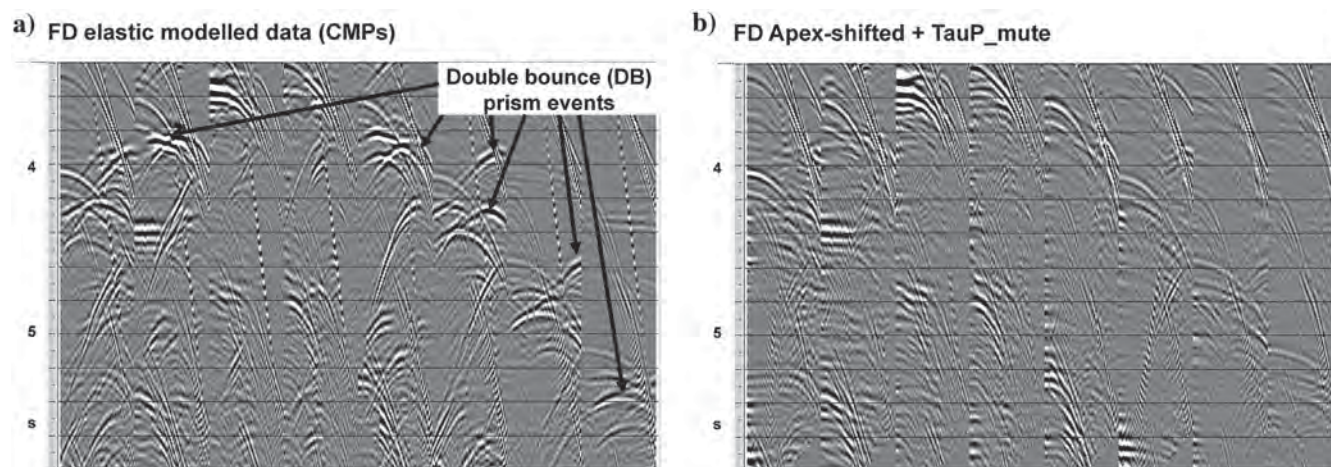 a) FD elastic modelled data (CMPs)
Double bounce (DB)
prism events
4
5
s
b) FD Apex-shifted + TauP_mute
4
5
s